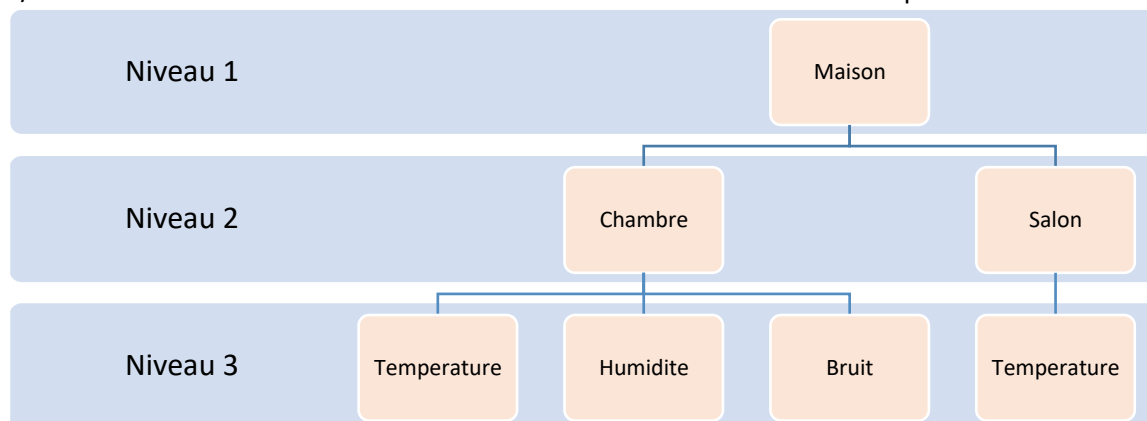 Niveau 1
Maison
Niveau 2
Chambre
Salon
Niveau 3
Temperature
Humidite
Bruit
Temperature